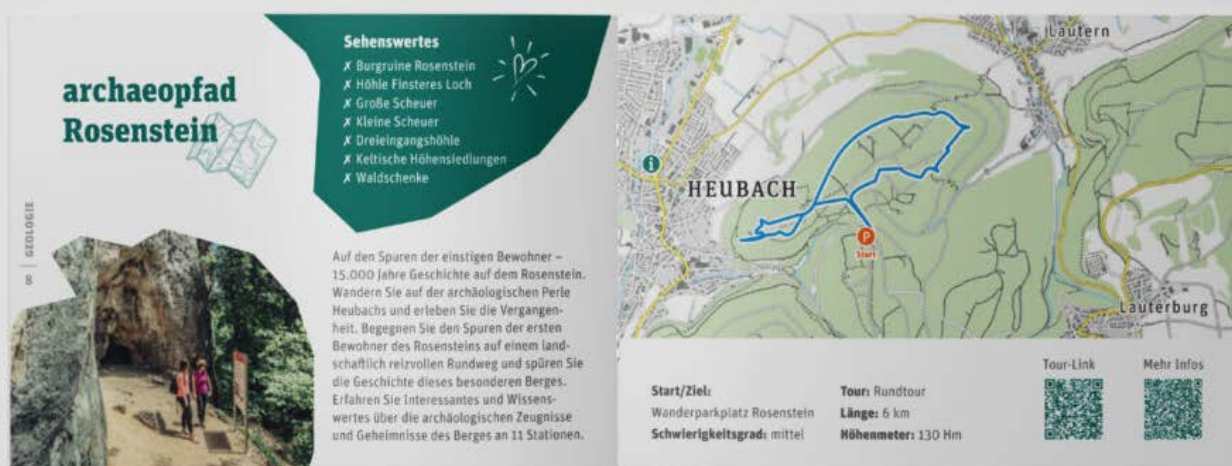 archaeopfad
Rosenstein
Sehenswertes
✗ Burgruine Rosenstein
✗ Höhle Finsteres Loch
✗ Große Scheuer
✗ Kleine Scheuer
✗ Dreieingangshöhle
✗ Keltische Höhensiedlungen
✗ Waldschenke
8 | GEOLOGIE
Auf den Spuren der einstigen Bewohner –
15.000 Jahre Geschichte auf dem Rosenstein.
Wandern Sie auf der archäologischen Perle
Heubachs und erleben Sie die Vergangen-
heit. Begegnen Sie den Spuren der ersten
Bewohner des Rosensteins auf einem land-
schaftlich reizvollen Rundweg und spüren Sie
die Geschichte dieses besonderen Berges.
Erfahren Sie Interessantes und Wissens-
wertes über die archäologischen Zeugnisse
und Geheimnisse des Berges an 11 Stationen.
Lautern
i
HEUBACH
P
Start
Lauterburg
Start/Ziel:
Wanderparkplatz Rosenstein
Schwierigkeitsgrad: mittel
Tour: Rundtour
Länge: 6 km
Höhenmeter: 130 Hm
Tour-Link
Mehr Infos